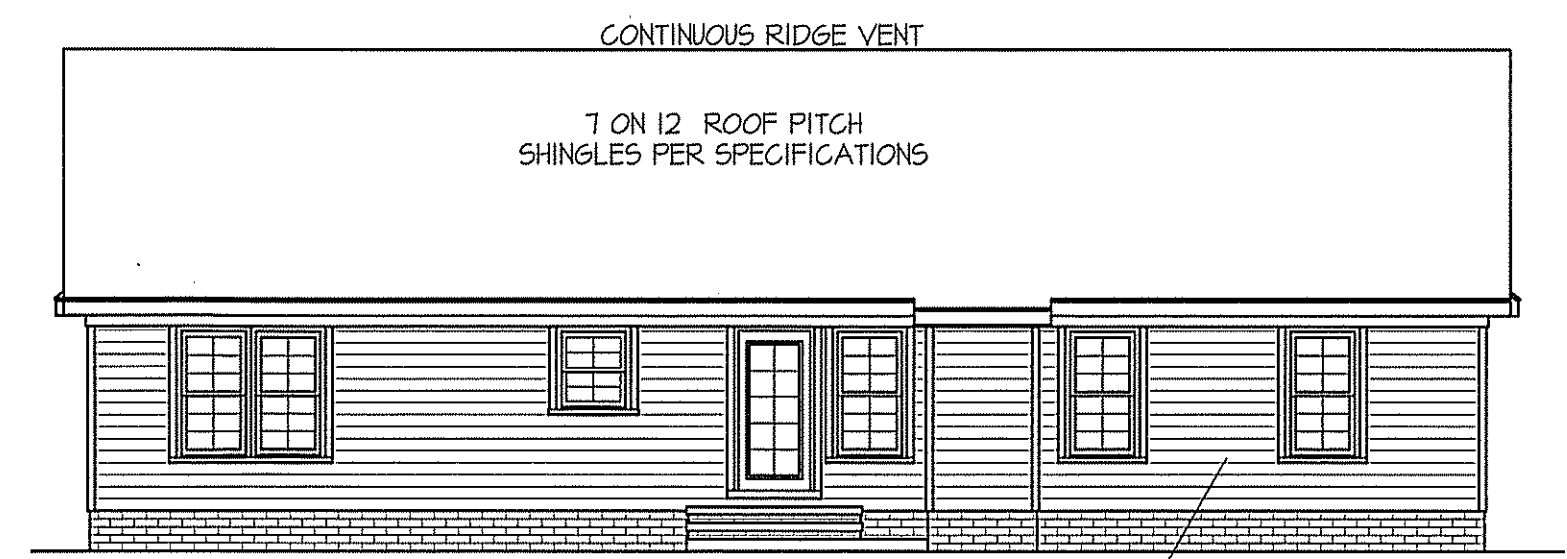 CONTINUOUS RIDGE VENT
7 ON 12 ROOF PITCH
SHINGLES PER SPECIFICATIONS